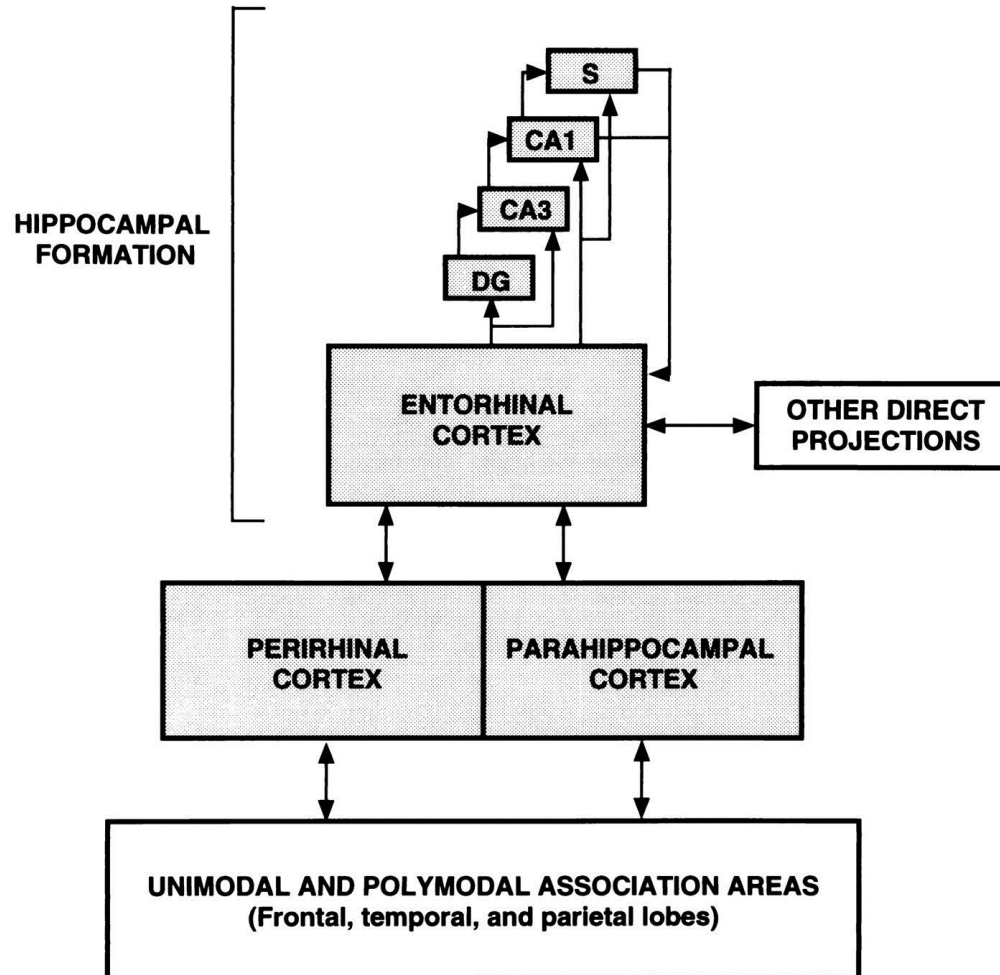 S
CA1
CA3
DG
HIPPOCAMPAL
FORMATION
ENTORHINAL
CORTEX
OTHER DIRECT
PROJECTIONS
PERIRHINAL
CORTEX
PARAHIPPOCAMPAL
CORTEX
UNIMODAL AND POLYMODAL ASSOCIATION AREAS
(Frontal, temporal, and parietal lobes)